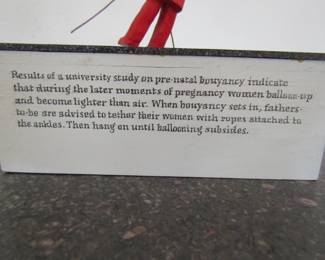 Results of a university study on pre-natal bouyancy indicate
that during the later moments of pregnancy women balloon-up
and become lighter than air. When bouyancy sets in, fathers-
to-be are advised to tether their women with ropes attached to
the ankles. Then hang on until ballooning subsides.